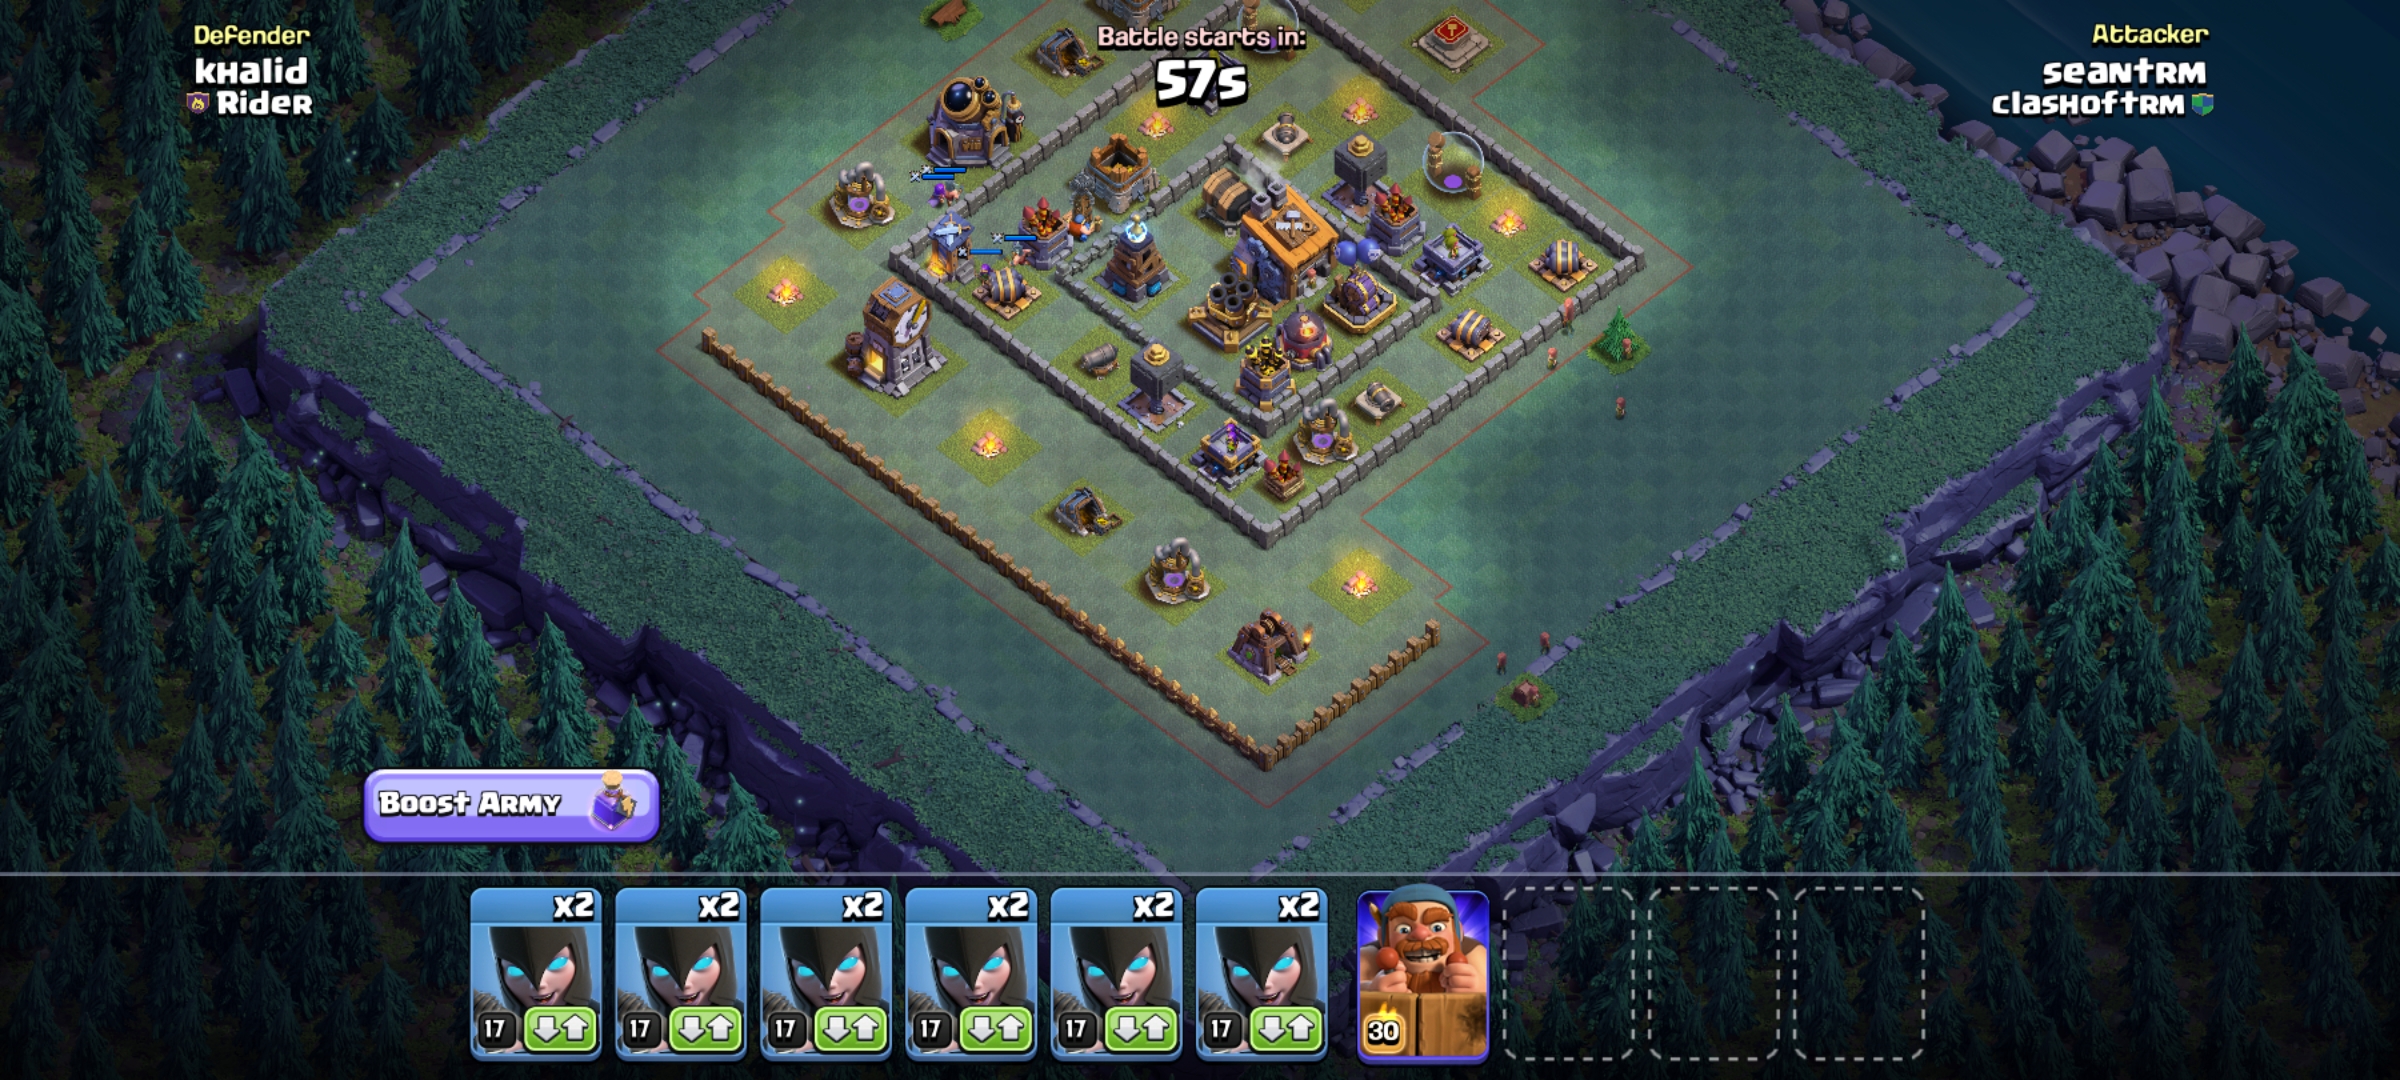 Defender
kHalid
Rider
Battle starts in:
57s
Attacker
seantRM
clashoftRM
Boost Army
x2
x2
x2
x2
x2
x2
17
17
17
17
17
17
30